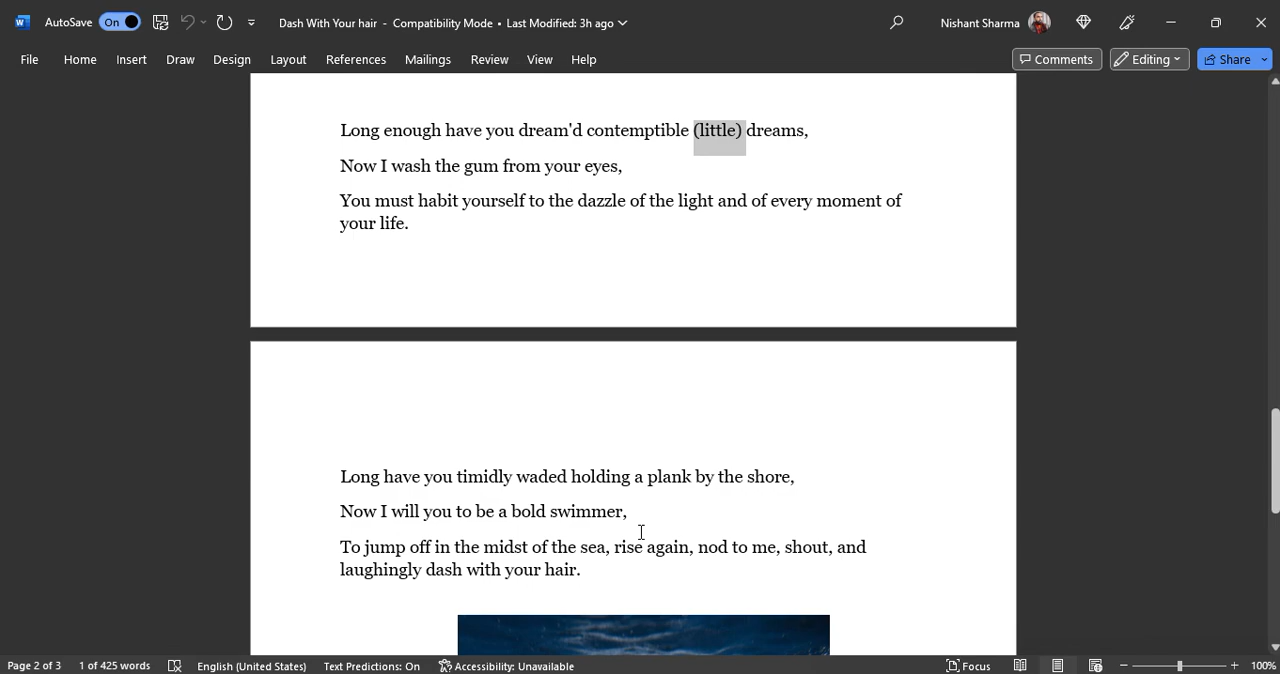 AutoSave On Dash With Your hair - Compatibility Mode • Last Modified: 3h ago Nishant Sharma
File Home Insert Draw Design Layout References Mailings Review View Help Comments Editing Share
Long enough have you dream'd contemptible (little) dreams,
Now I wash the gum from your eyes,
You must habit yourself to the dazzle of the light and of every moment of
your life.
Long have you timidly waded holding a plank by the shore,
Now I will you to be a bold swimmer,
To jump off in the midst of the sea, rise again, nod to me, shout, and
laughingly dash with your hair.
Page 2 of 3 1 of 425 words English (United States) Text Predictions: On Accessibility: Unavailable Focus 100%